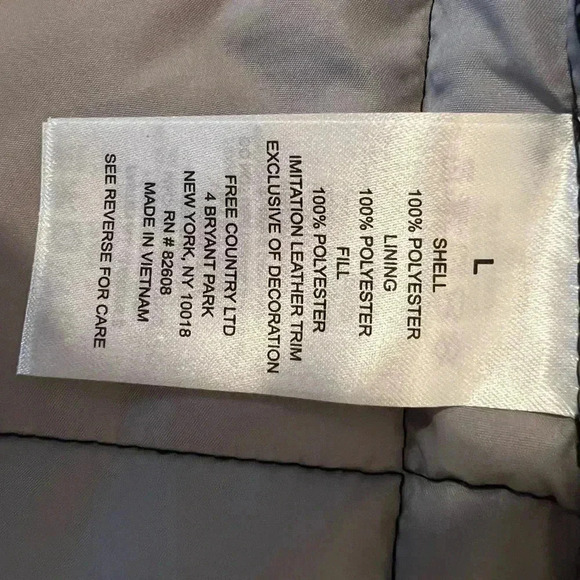 L
SHELL
100% POLYESTER
LINING
100% POLYESTER
FILL
100% POLYESTER
IMITATION LEATHER TRIM
EXCLUSIVE OF DECORATION
FREE COUNTRY LTD
4 BRYANT PARK
NEW YORK, NY 10018
RN # 82608
MADE IN VIETNAM
SEE REVERSE FOR CARE